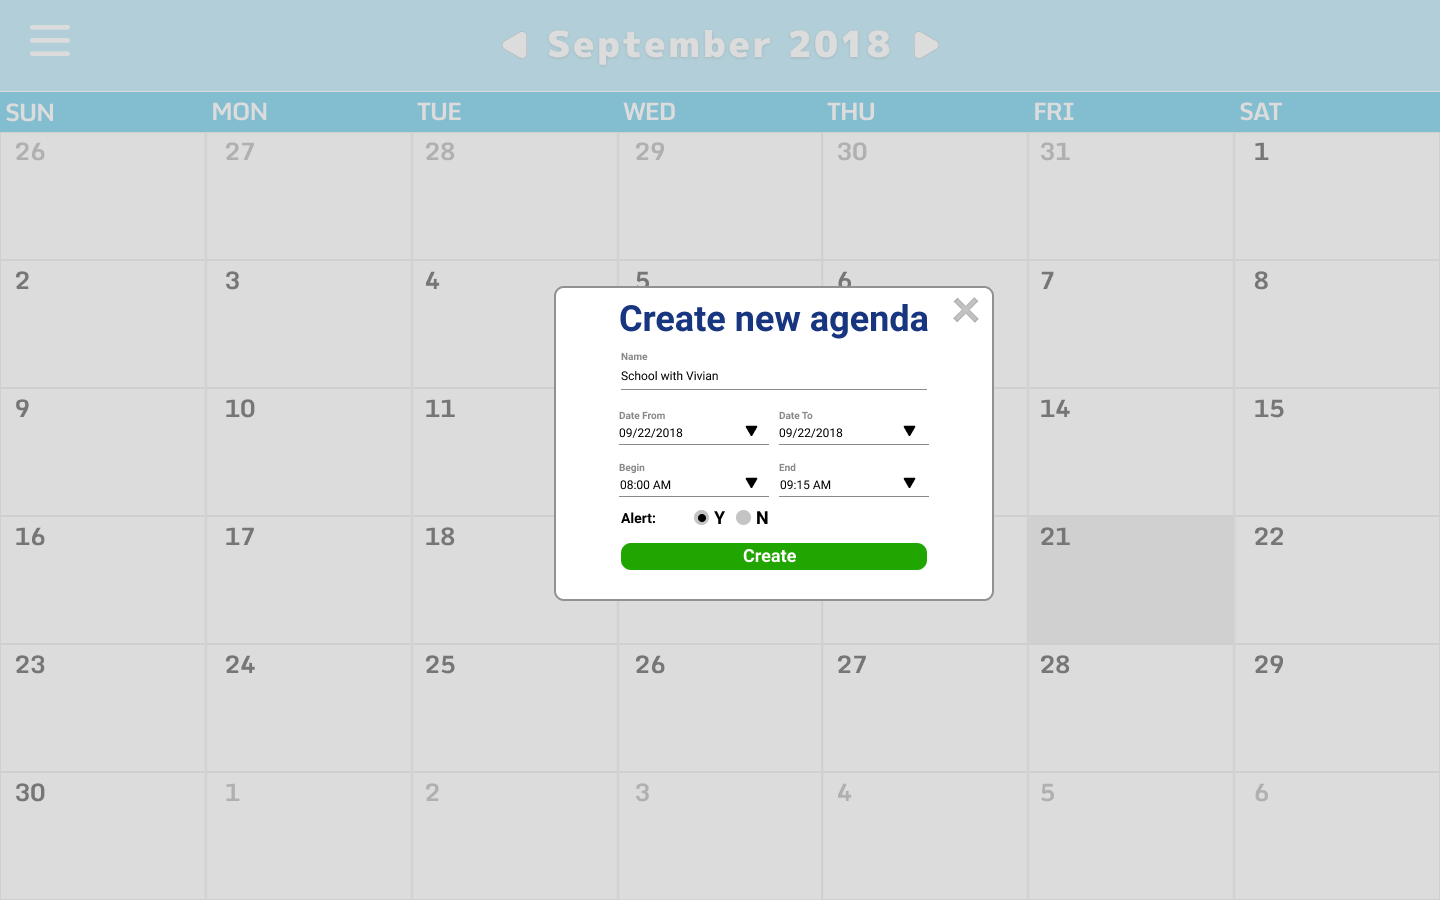 September 2018
SUN MON TUE WED THU FRI SAT
26 27 28 29 30 31 1
2 3 4 5 6 7 8
Create new agenda
Name
School with Vivian
9 10 11 14 15
Date From Date To
09/22/2018 09/22/2018
Begin End
08:00 AM 09:15 AM
Alert: Y N
16 17 18 21 22
Create
23 24 25 26 27 28 29
30 1 2 3 4 5 6